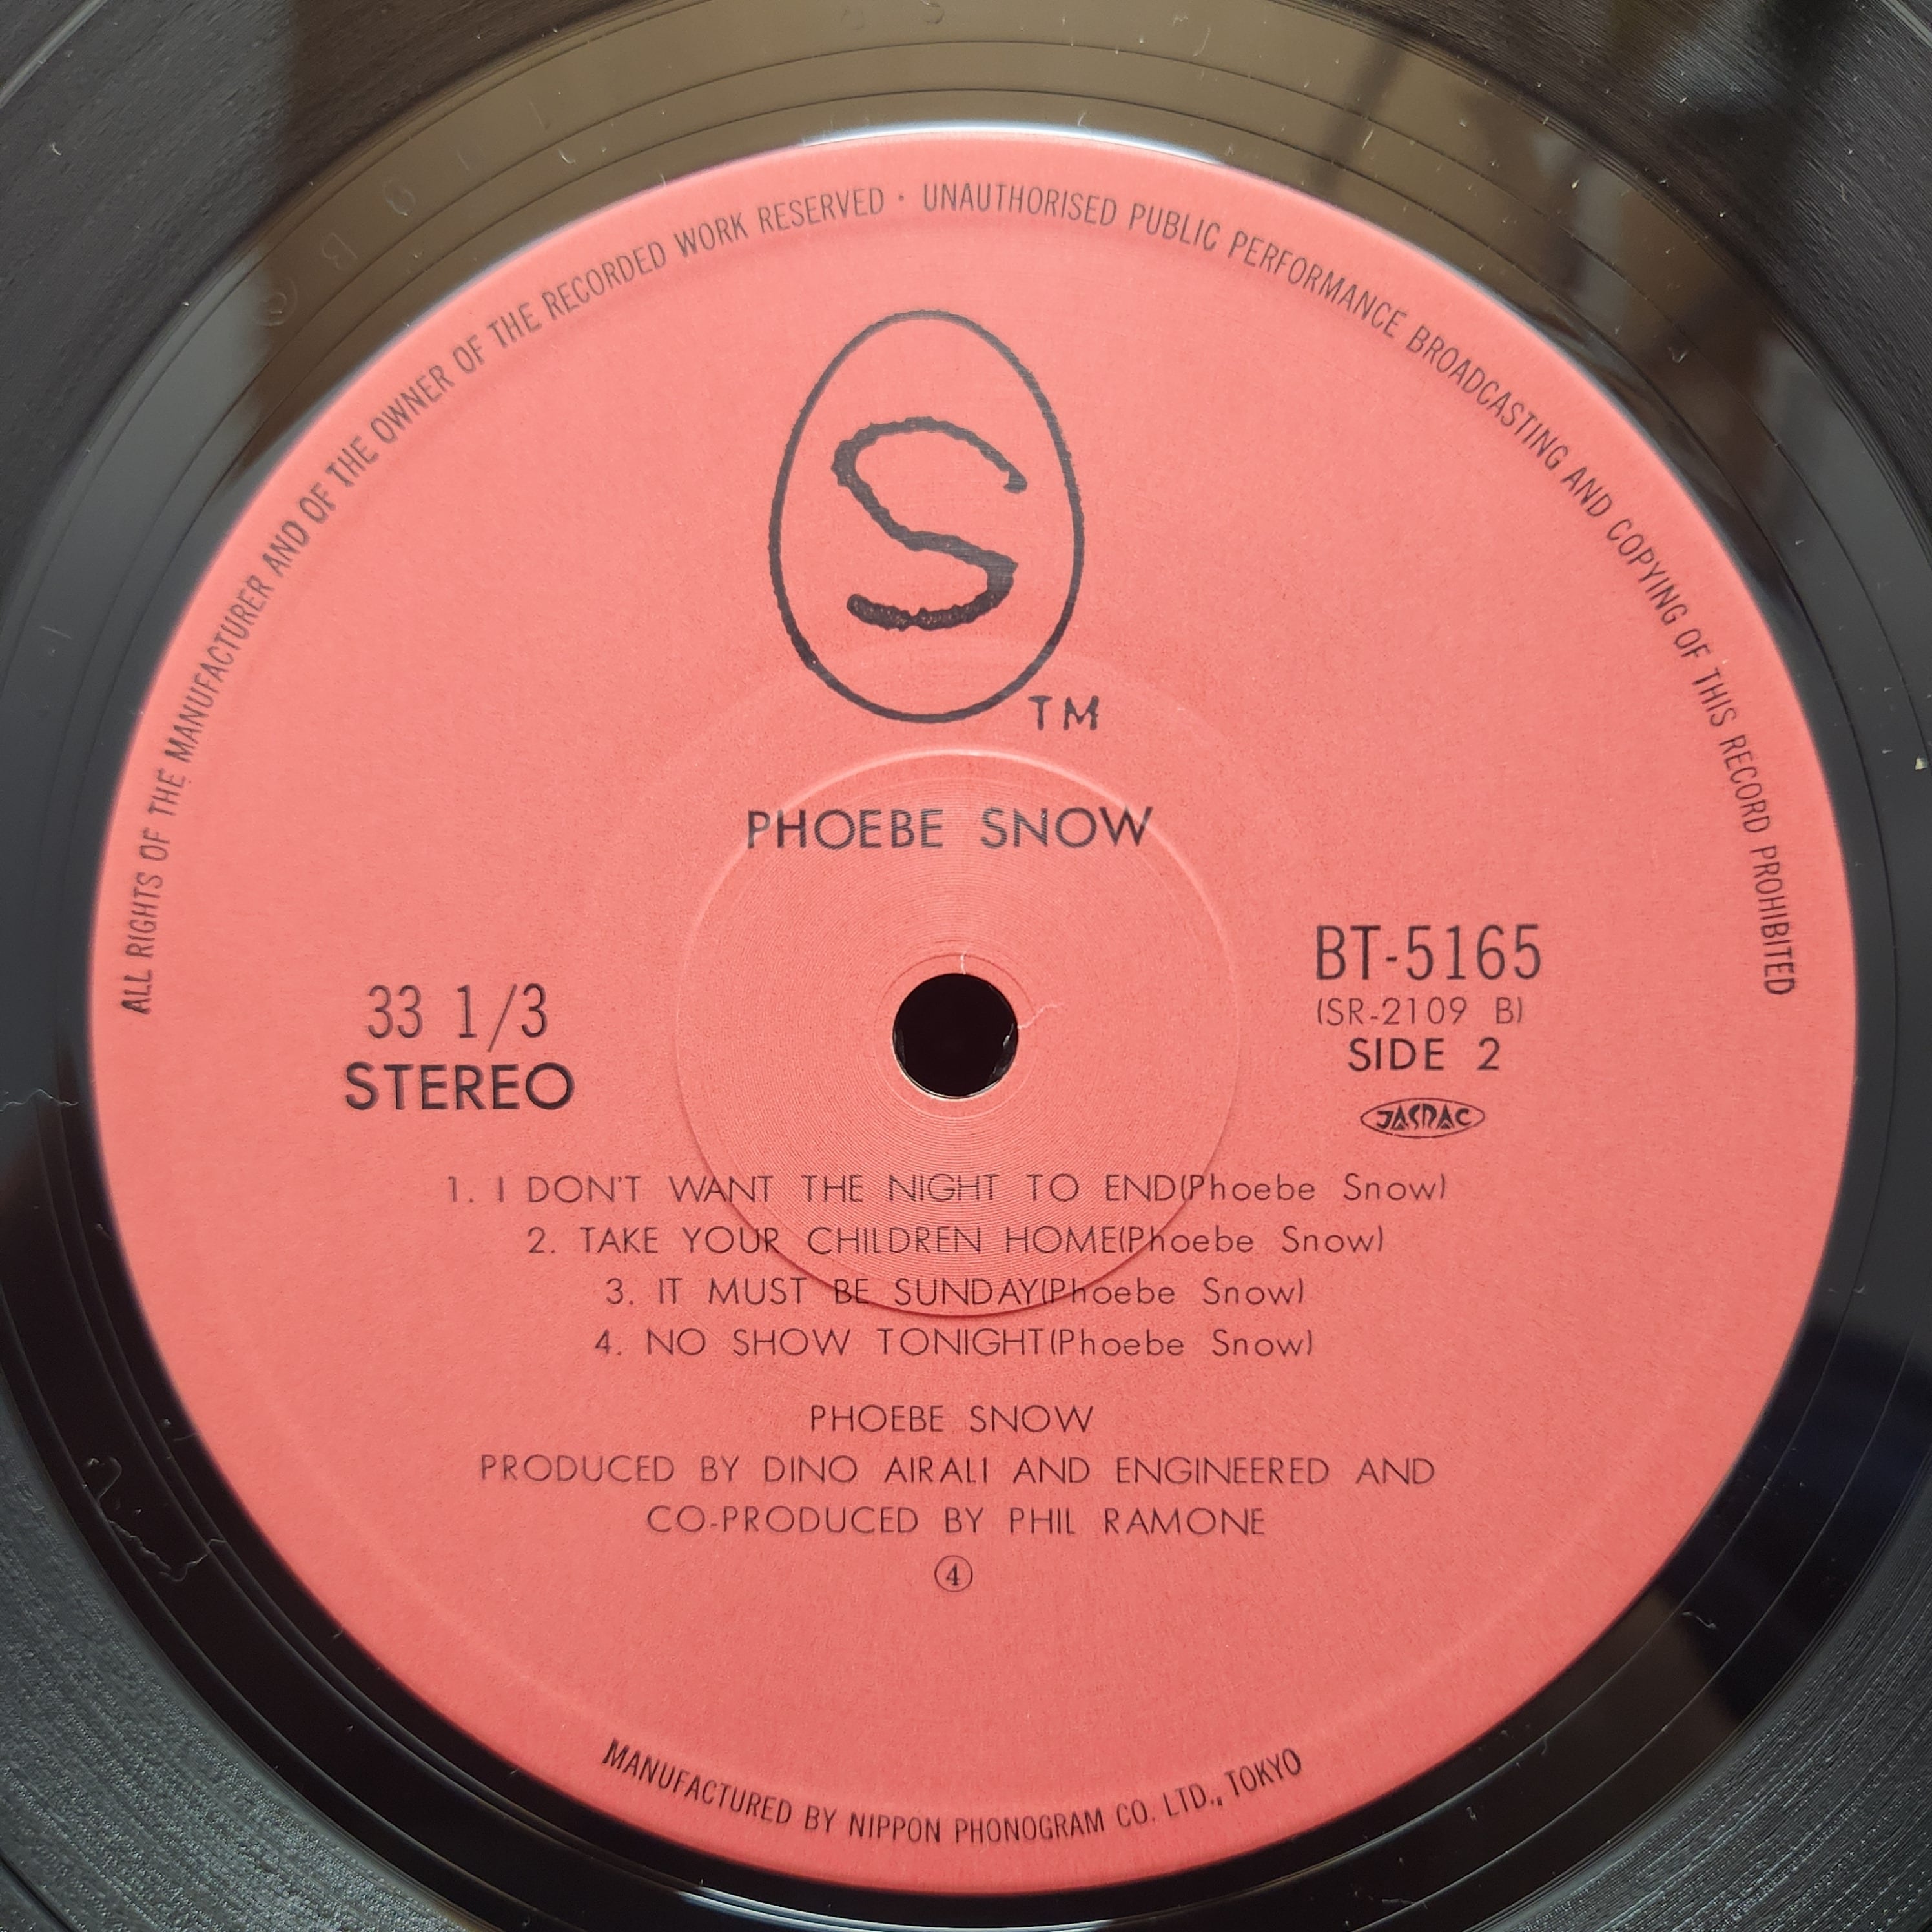 ALL RIGHTS OF THE MANUFACTURER AND OF THE OWNER OF THE RECORDED WORK RESERVED · UNAUTHORISED PUBLIC PERFORMANCE BROADCASTING AND COPYING OF THIS RECORD PROHIBITED
S
TM
PHOEBE SNOW
33 1/3
STEREO
BT-5165
(SR-2109 B)
SIDE 2
JASRAC
1. I DON'T WANT THE NIGHT TO END(Phoebe Snow)
2. TAKE YOUR CHILDREN HOME(Phoebe Snow)
3. IT MUST BE SUNDAY(Phoebe Snow)
4. NO SHOW TONIGHT(Phoebe Snow)
PHOEBE SNOW
PRODUCED BY DINO AIRALI AND ENGINEERED AND
CO-PRODUCED BY PHIL RAMONE
④
MANUFACTURED BY NIPPON PHONOGRAM CO. LTD., TOKYO